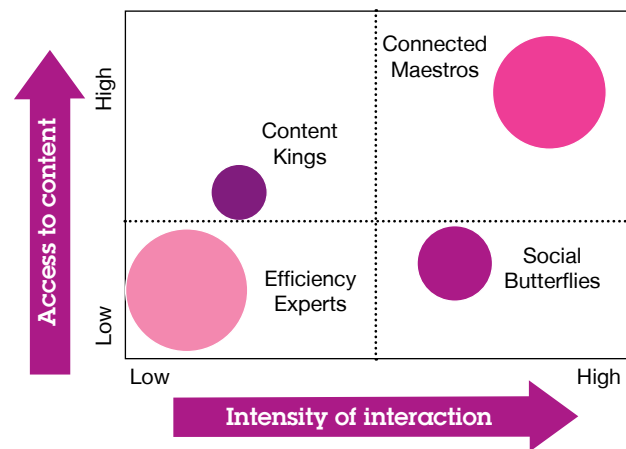 Access to content
High
Low
Connected
Maestros
Content
Kings
Efficiency
Experts
Social
Butterflies
Low
High
Intensity of interaction